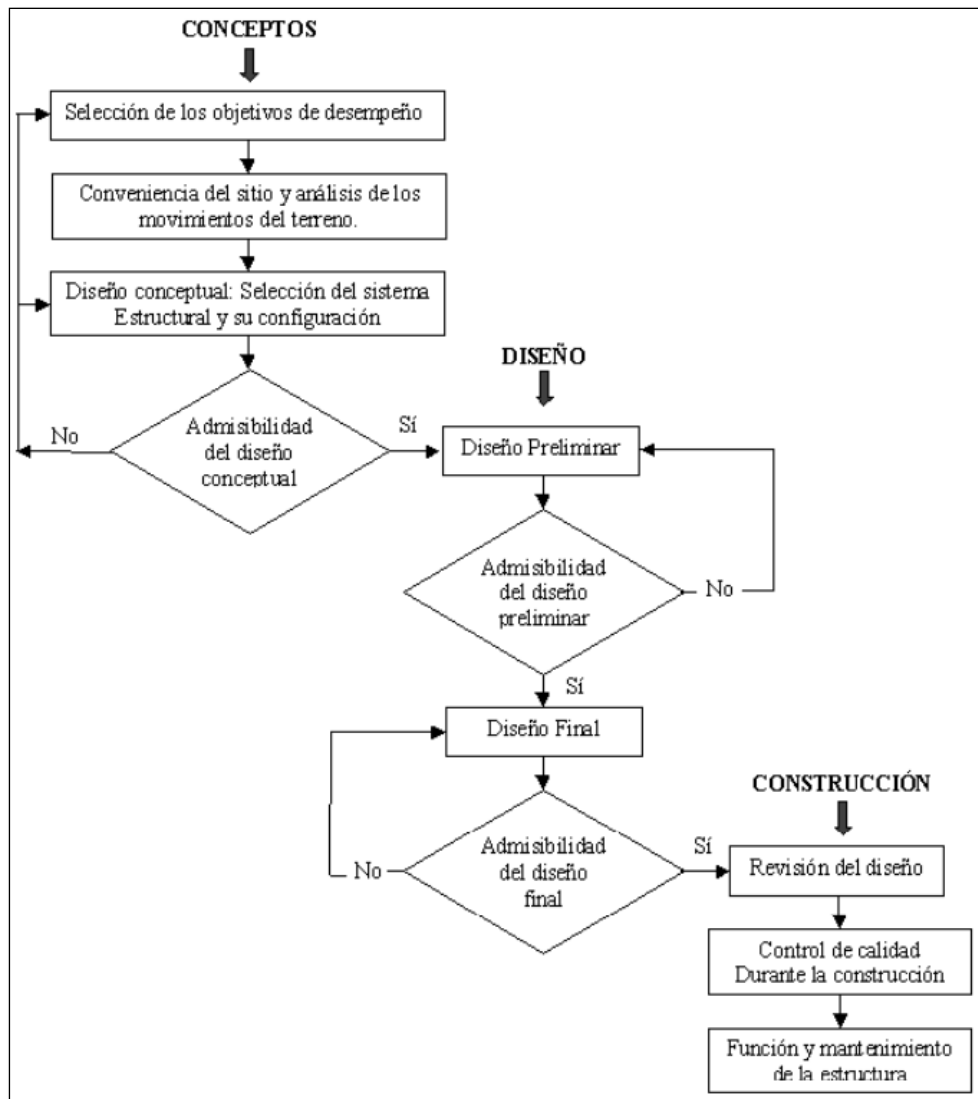 CONCEPTOS
Selección de los objetivos de desempeño
Conveniencia del sitio y análisis de los
movimientos del terreno.
Diseño conceptual: Selección del sistema
Estructural y su configuración
Admisibilidad
del diseño
conceptual
No
Sí
DISEÑO
Diseño Preliminar
Admisibilidad
del diseño
preliminar
No
Sí
Diseño Final
Admisibilidad
del diseño
final
No
Sí
CONSTRUCCIÓN
Revisión del diseño
Control de calidad
Durante la construcción
Función y mantenimiento
de la estructura